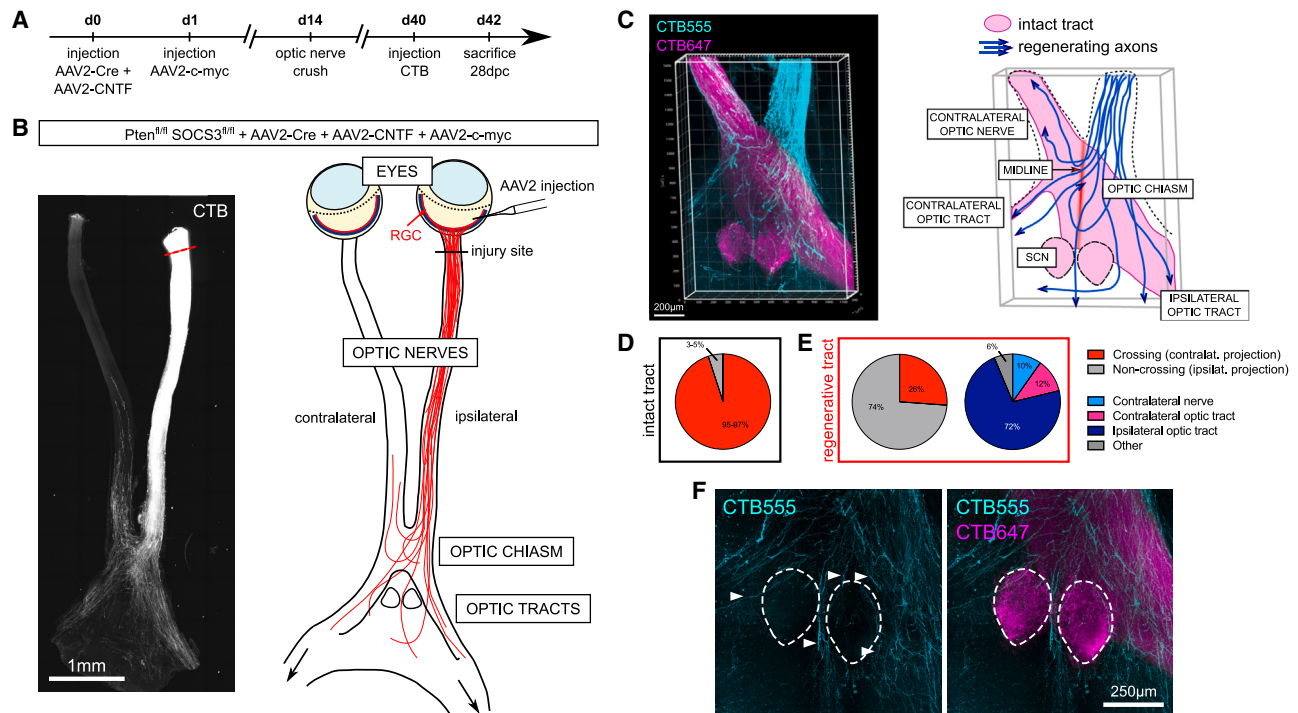 A
d0
d1
d14
d40
d42
injection
AAV2-Cre +
AAV2-CNTF
injection
AAV2-c-myc
optic nerve
crush
injection
CTB
sacrifice
28dpc
B
Pten^fl/fl SOCS3^fl/fl + AAV2-Cre + AAV2-CNTF + AAV2-c-myc
CTB
1mm
EYES
AAV2 injection
RGC
injury site
OPTIC NERVES
contralateral
ipsilateral
OPTIC CHIASM
OPTIC TRACTS
C
CTB555
CTB647
200µm
intact tract
regenerating axons
CONTRALATERAL
OPTIC NERVE
MIDLINE
OPTIC CHIASM
CONTRALATERAL
OPTIC TRACT
SCN
IPSILATERAL
OPTIC TRACT
D
intact tract
3-5%
95-97%
E
regenerative tract
26%
74%
6%
10%
12%
72%
Crossing (contralat. projection)
Non-crossing (ipsilat. projection)
Contralateral nerve
Contralateral optic tract
Ipsilateral optic tract
Other
F
CTB555
CTB555
CTB647
250µm